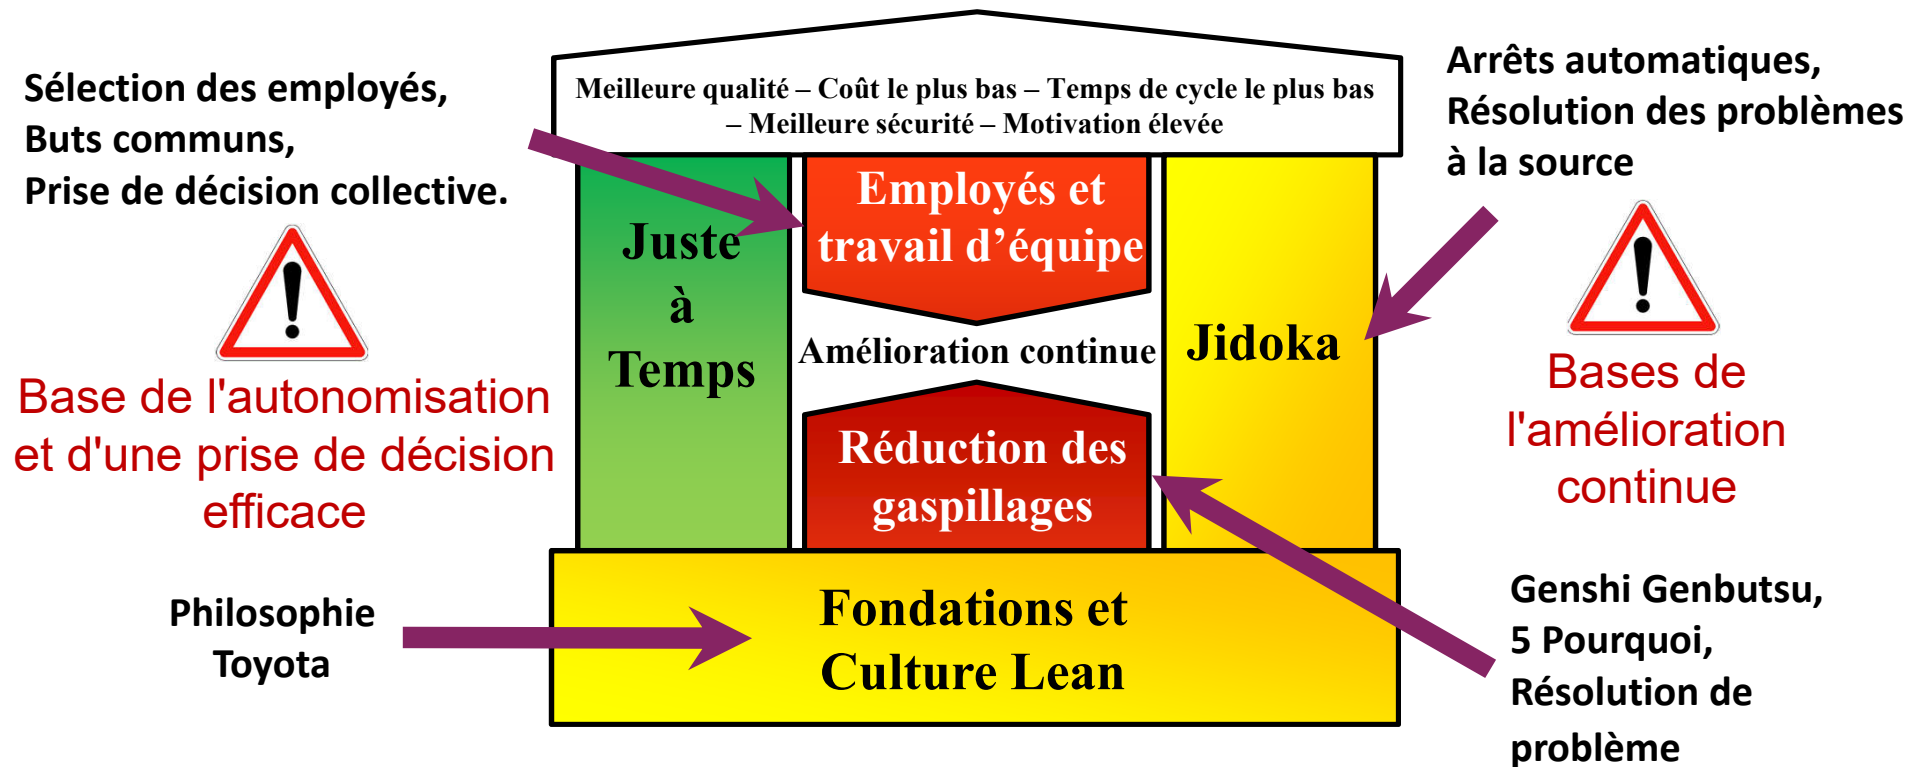 Meilleure qualité – Coût le plus bas – Temps de cycle le plus bas
– Meilleure sécurité – Motivation élevée
Sélection des employés,
Buts communs,
Prise de décision collective.
Base de l'autonomisation
et d'une prise de décision
efficace
Philosophie
Toyota
Juste
à
Temps
Employés et
travail d’équipe
Amélioration continue
Réduction des
gaspillages
Jidoka
Fondations et
Culture Lean
Arrêts automatiques,
Résolution des problèmes
à la source
Bases de
l'amélioration
continue
Genshi Genbutsu,
5 Pourquoi,
Résolution de
problème